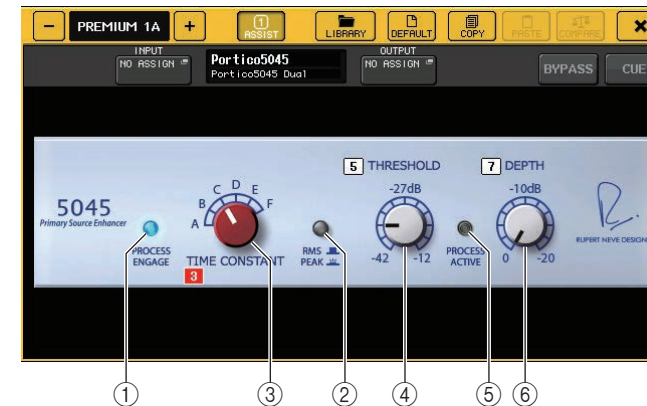 − PREMIUM 1A + 1 ASSIST LIBRARY DEFAULT COPY PASTE COMPARE ×
INPUT
NO ASSIGN
Portico5045
Portico5045 Dual
OUTPUT
NO ASSIGN
BYPASS CUE
5 THRESHOLD 7 DEPTH
-27dB -10dB
5045
Primary Source Enhancer
A B C D E F
PROCESS
ENGAGE
TIME CONSTANT
3
RMS
PEAK
-42 -12
PROCESS
ACTIVE
0 -20
RUPERT NEVE DESIGN
① ③ ② ④ ⑤ ⑥